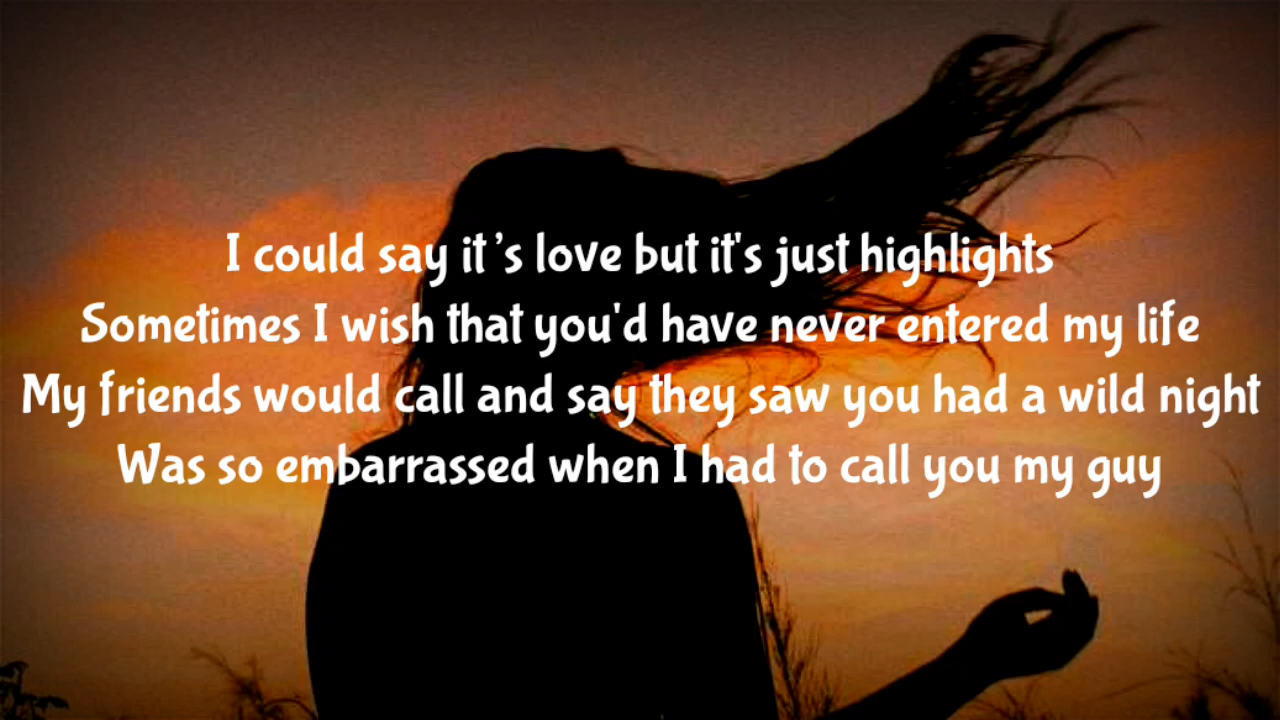 I could say it’s love but it's just highlights
Sometimes I wish that you'd have never entered my life
My friends would call and say they saw you had a wild night
Was so embarrassed when I had to call you my guy